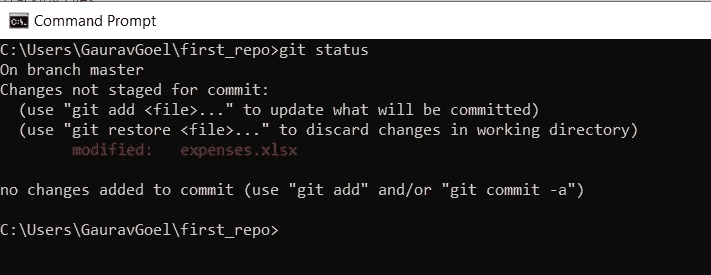 Command Prompt
C:\Users\GauravGoel\first_repo>git status
On branch master
Changes not staged for commit:
  (use "git add <file>..." to update what will be committed)
  (use "git restore <file>..." to discard changes in working directory)
        modified:   expenses.xlsx

no changes added to commit (use "git add" and/or "git commit -a")

C:\Users\GauravGoel\first_repo>